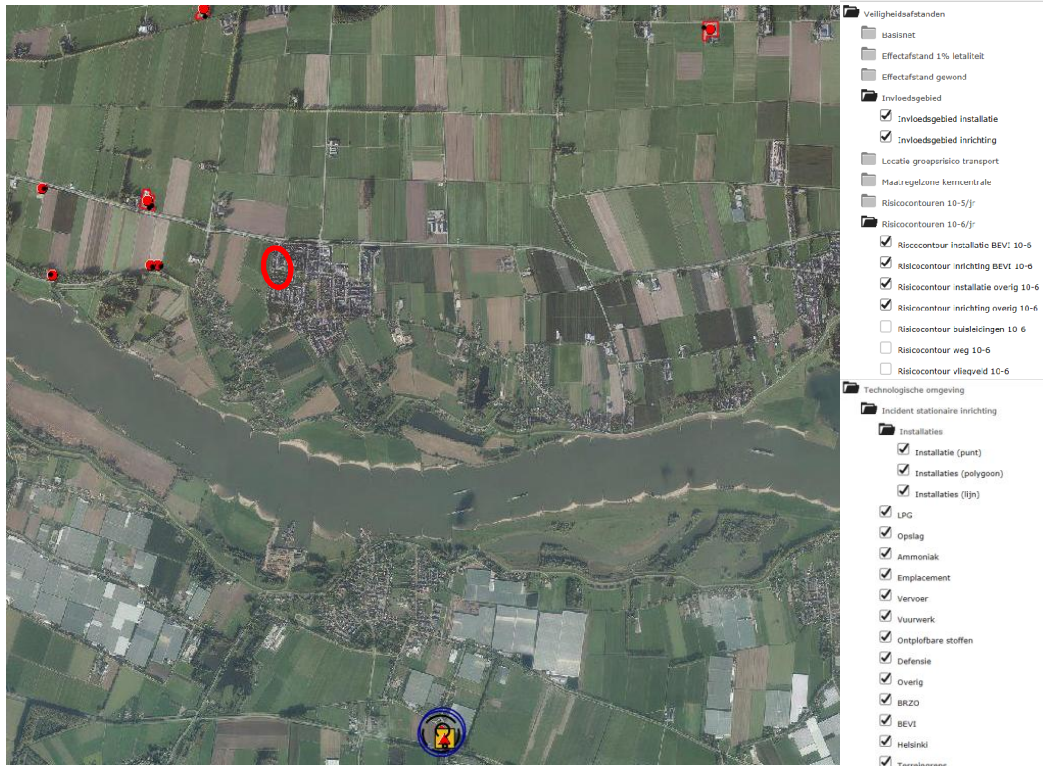 Veiligheidsafstanden
Basisnet
Effectafstand 1% letaliteit
Effectafstand gewond
Invloedsgebied
Invloedsgebied installatie
Invloedsgebied inrichting
Locatie groepsrisico transport
Maatregelzone kerncentrale
Risicocontouren 10-5/jr
Risicocontouren 10-6/jr
Risicocontour installatie BEVI 10-6
Risicocontour inrichting BEVI 10-6
Risicocontour installatie overig 10-6
Risicocontour inrichting overig 10-6
Risicocontour buisleidingen 10-6
Risicocontour weg 10-6
Risicocontour vliegveld 10-6
Technologische omgeving
Incident stationaire inrichting
Installaties
Installatie (punt)
Installaties (polygoon)
Installaties (lijn)
LPG
Opslag
Ammoniak
Emplacement
Vervoer
Vuurwerk
Ontplofbare stoffen
Defensie
Overig
BRZO
BEVI
Helsinki